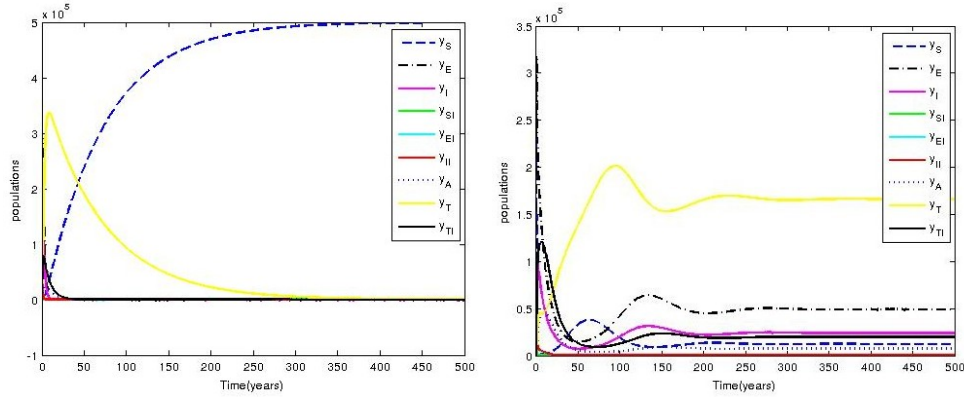 x 10^5
5
4
3
2
1
0
-1
populations
0 50 100 150 200 250 300 350 400 450 500
Time(years)
y_S
y_E
y_I
y_SI
y_EI
y_II
y_A
y_T
y_TI
x 10^5
3.5
3
2.5
2
1.5
1
0.5
0
populations
0 50 100 150 200 250 300 350 400 450 500
Time(years)
y_S
y_E
y_I
y_SI
y_EI
y_II
y_A
y_T
y_TI